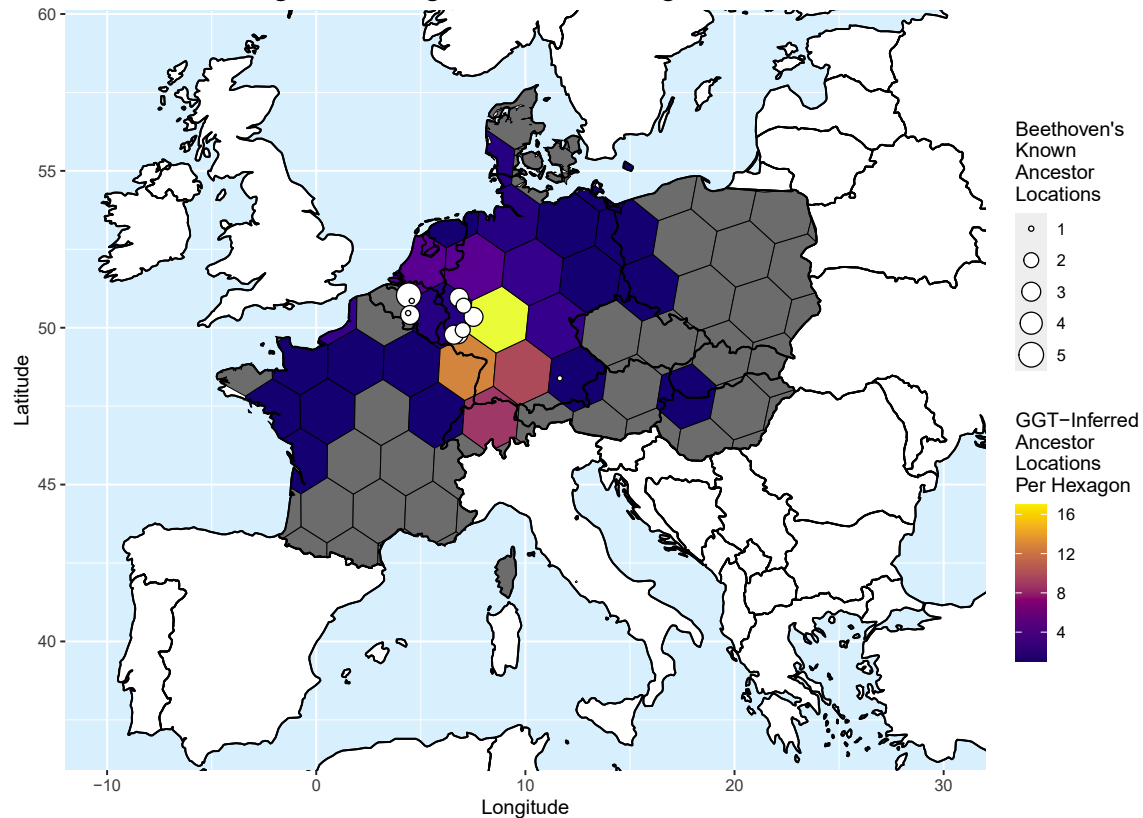 60
55
50
45
40
Latitude
−10
0
10
20
30
Longitude
Beethoven's
Known
Ancestor
Locations
1
2
3
4
5
GGT−Inferred
Ancestor
Locations
Per Hexagon
16
12
8
4